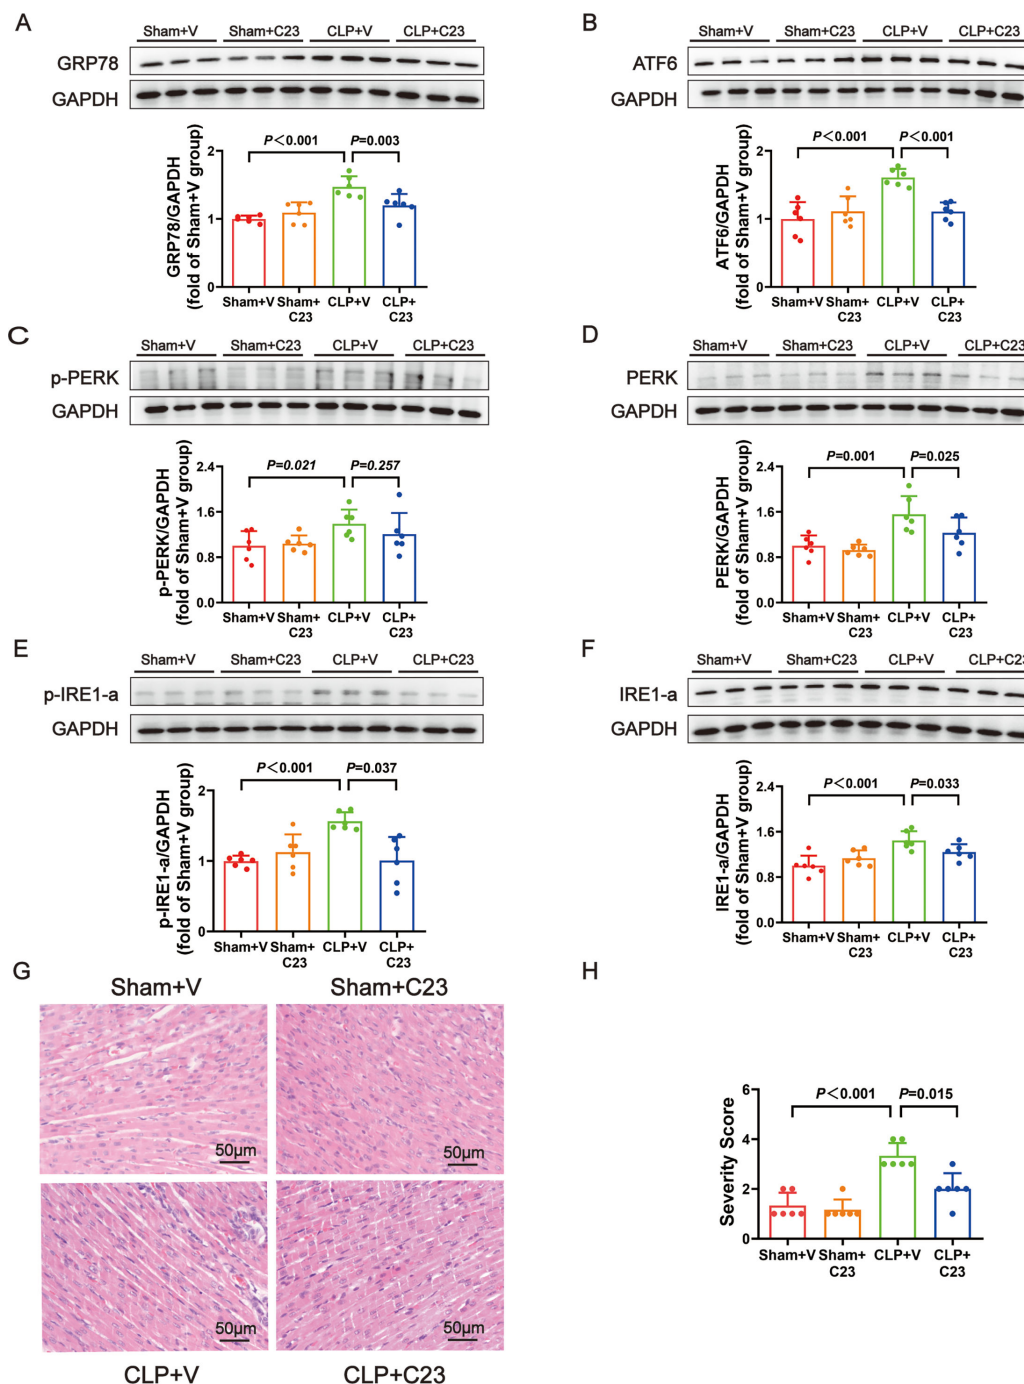 A
Sham+V Sham+C23 CLP+V CLP+C23
GRP78
GAPDH
P<0.001 P=0.003
GRP78/GAPDH
(fold of Sham+V group)
2
1
0
Sham+V Sham+C23 CLP+V CLP+C23
B
Sham+V Sham+C23 CLP+V CLP+C23
ATF6
GAPDH
P<0.001 P<0.001
ATF6/GAPDH
(fold of Sham+V group)
2
1
0
Sham+V Sham+C23 CLP+V CLP+C23
C
Sham+V Sham+C23 CLP+V CLP+C23
p-PERK
GAPDH
P=0.021 P=0.257
p-PERK/GAPDH
(fold of Sham+V group)
2.4
1.6
0.8
0.0
Sham+V Sham+C23 CLP+V CLP+C23
D
Sham+V Sham+C23 CLP+V CLP+C23
PERK
GAPDH
P=0.001 P=0.025
PERK/GAPDH
(fold of Sham+V group)
2.4
1.6
0.8
0.0
Sham+V Sham+C23 CLP+V CLP+C23
E
Sham+V Sham+C23 CLP+V CLP+C23
p-IRE1-a
GAPDH
P<0.001 P=0.037
p-IRE1-a/GAPDH
(fold of Sham+V group)
2
1
0
Sham+V Sham+C23 CLP+V CLP+C23
F
Sham+V Sham+C23 CLP+V CLP+C23
IRE1-a
GAPDH
P<0.001 P=0.033
IRE1-a/GAPDH
(fold of Sham+V group)
2.4
1.6
0.8
0.0
Sham+V Sham+C23 CLP+V CLP+C23
G
Sham+V Sham+C23
50µm 50µm
50µm 50µm
CLP+V CLP+C23
H
P<0.001 P=0.015
Severity Score
6
4
2
0
Sham+V Sham+C23 CLP+V CLP+C23